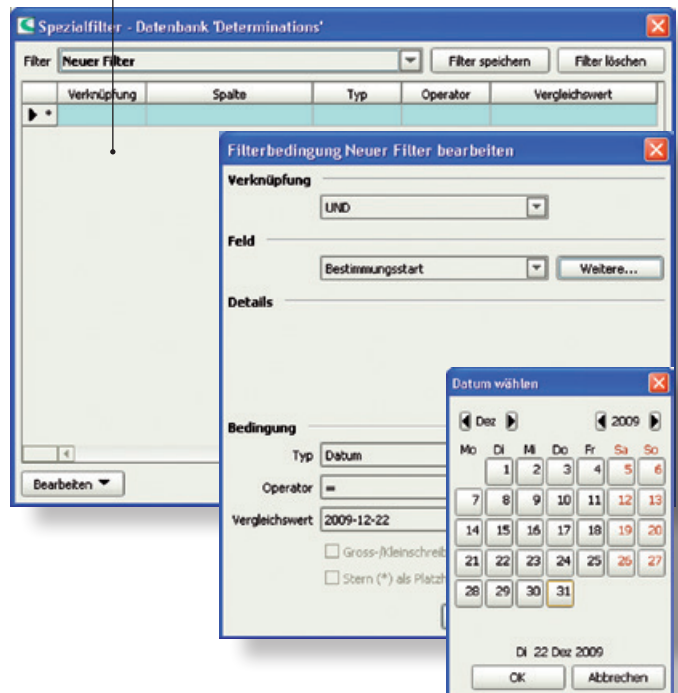 Spezialfilter - Datenbank 'Determinations'
Filter Neuer Filter Filter speichern Filter löschen
Verknüpfung Spalte Typ Operator Vergleichswert
*
Filterbedingung Neuer Filter bearbeiten
Verknüpfung
UND
Feld
Bestimmungsstart Weitere...
Details
Bedingung
Typ Datum
Operator =
Vergleichswert 2009-12-22
Stern (*) als
Bearbeiten
Datum wählen
Dez 2009
Mo Di Mi Do Fr Sa So
1 2 3 4 5 6
7 8 9 10 11 12 13
14 15 16 17 18 19 20
21 22 23 24 25 26 27
28 29 30 31
Di 22 Dez 2009
OK Abbrechen